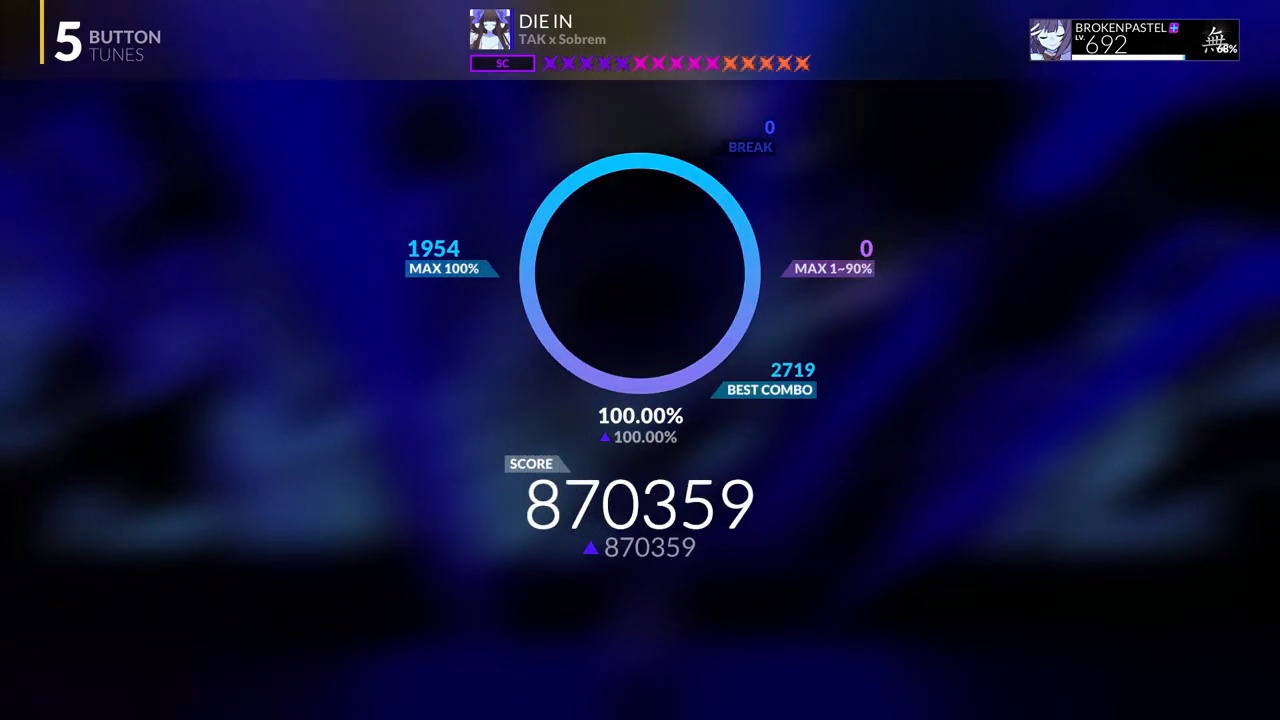 5 BUTTON
TUNES
DIE IN
TAK x Sobrem
SC
BROKENPASTEL
LV. 692
無
68%
0
BREAK
1954
MAX 100%
0
MAX 1~90%
2719
BEST COMBO
100.00%
▲ 100.00%
SCORE
870359
▲ 870359